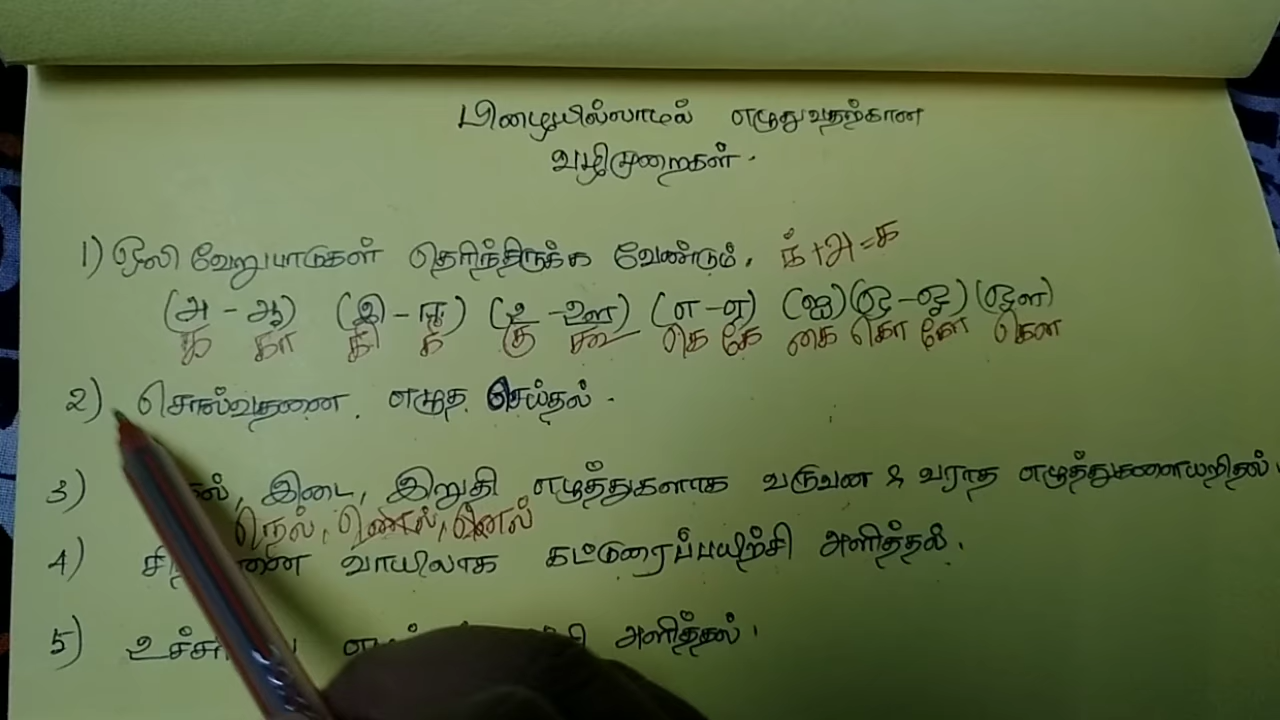 பிழையில்லாமல் எழுதுவதற்கான
வழிமுறைகள்.
1) ஒலி வேறுபாடுகள் தெரிந்திருக்க வேண்டும். க்+அ=க
(அ - ஆ) (இ - ஈ) (உ - ஊ) (எ - ஏ) (ஐ) (ஒ - ஓ) (ஔ)
க கா கி கீ கு கூ கெ கே கை கொ கோ கௌ
2) சொல்வதனை எழுத செய்தல்.
3) இடை, இறுதி எழுத்துகளாக வருவன & வராத எழுத்துகளையறிதல்.
நெல், ணெல், னெல்
4) வாயிலாக கட்டுரைப்பயிற்சி அளித்தல்.
5) அளித்தல்.